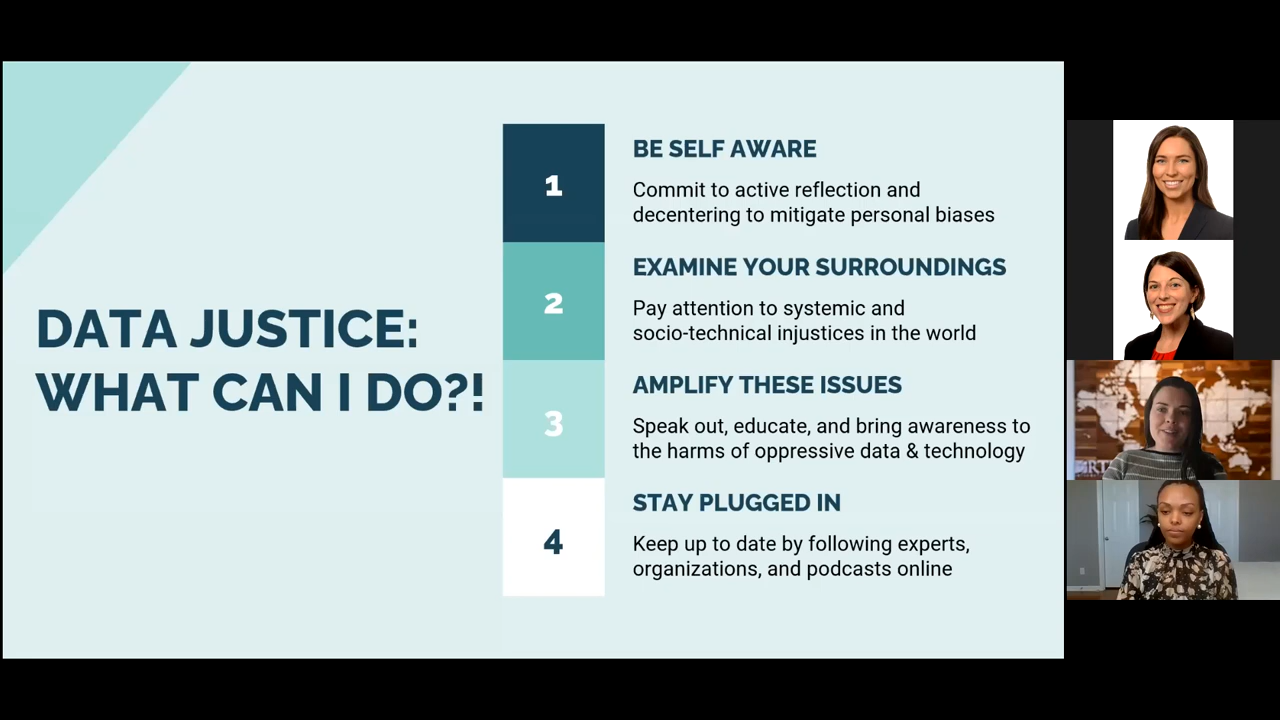 DATA JUSTICE:
WHAT CAN I DO?!
1
BE SELF AWARE
Commit to active reflection and
decentering to mitigate personal biases
2
EXAMINE YOUR SURROUNDINGS
Pay attention to systemic and
socio-technical injustices in the world
3
AMPLIFY THESE ISSUES
Speak out, educate, and bring awareness to
the harms of oppressive data & technology
4
STAY PLUGGED IN
Keep up to date by following experts,
organizations, and podcasts online